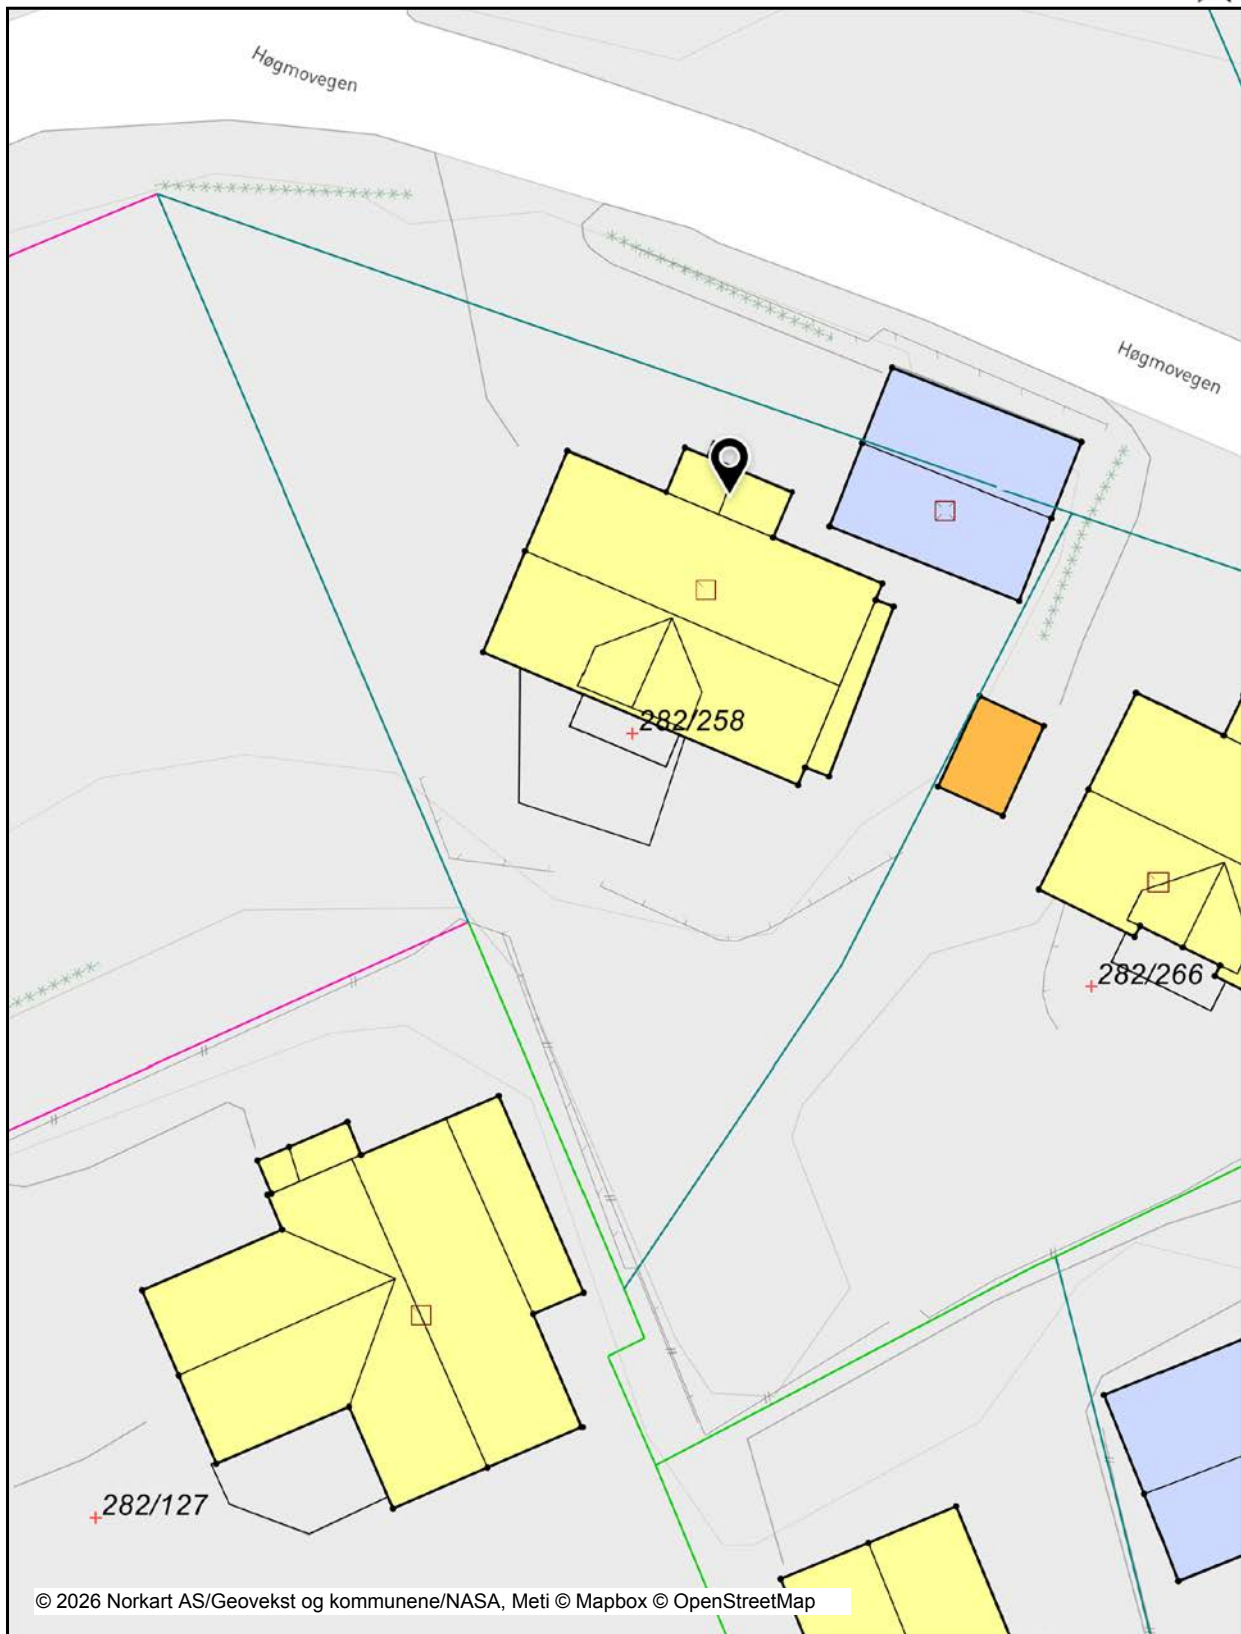 Høgmovegen
Høgmovegen
282/258
282/266
282/127
© 2026 Norkart AS/Geovekst og kommunene/NASA, Meti © Mapbox © OpenStreetMap